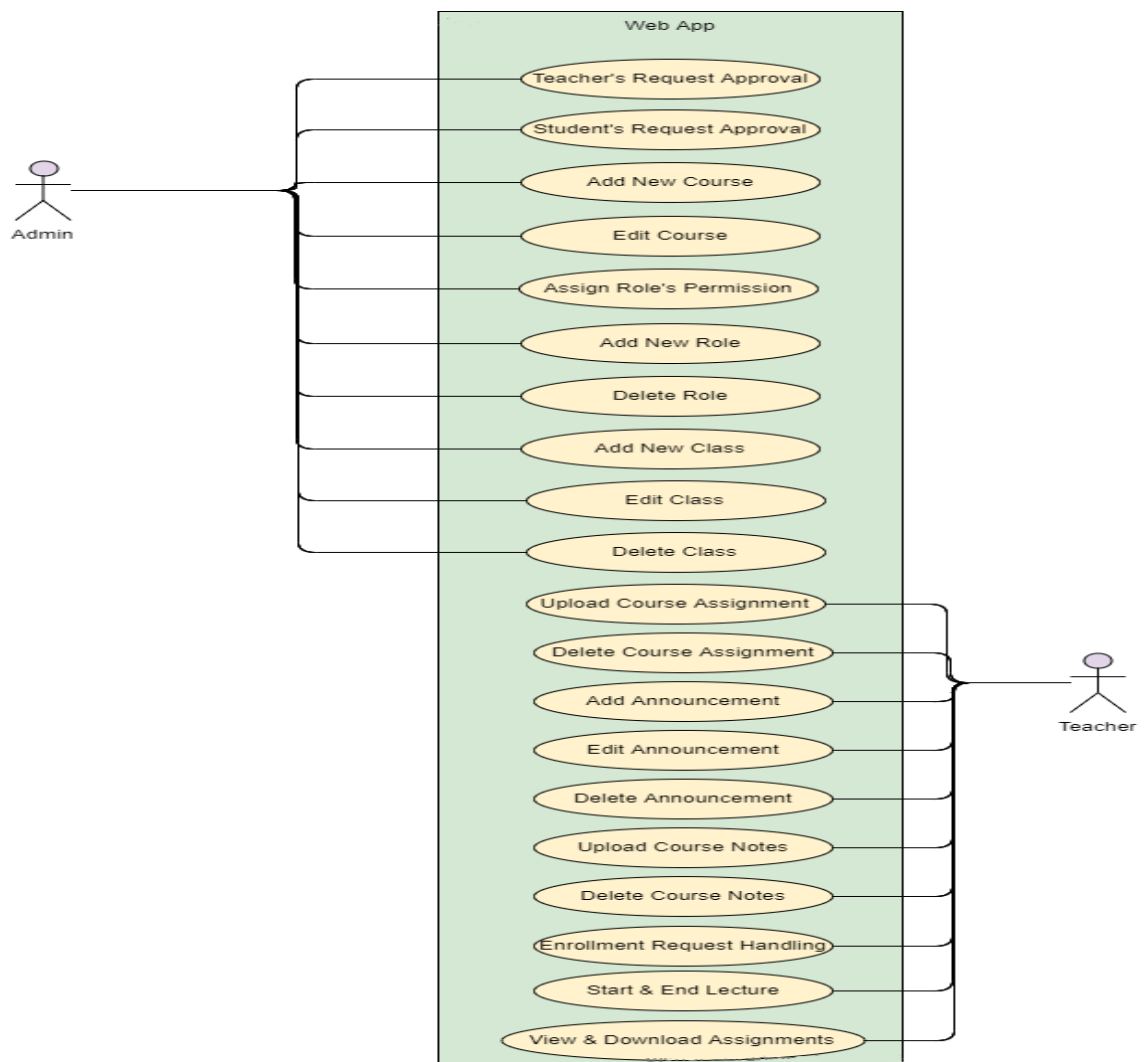 Web App
Teacher's Request Approval
Student's Request Approval
Add New Course
Admin
Edit Course
Assign Role's Permission
Add New Role
Delete Role
Add New Class
Edit Class
Delete Class
Upload Course Assignment
Delete Course Assignment
Add Announcement
Teacher
Edit Announcement
Delete Announcement
Upload Course Notes
Delete Course Notes
Enrollment Request Handling
Start & End Lecture
View & Download Assignments